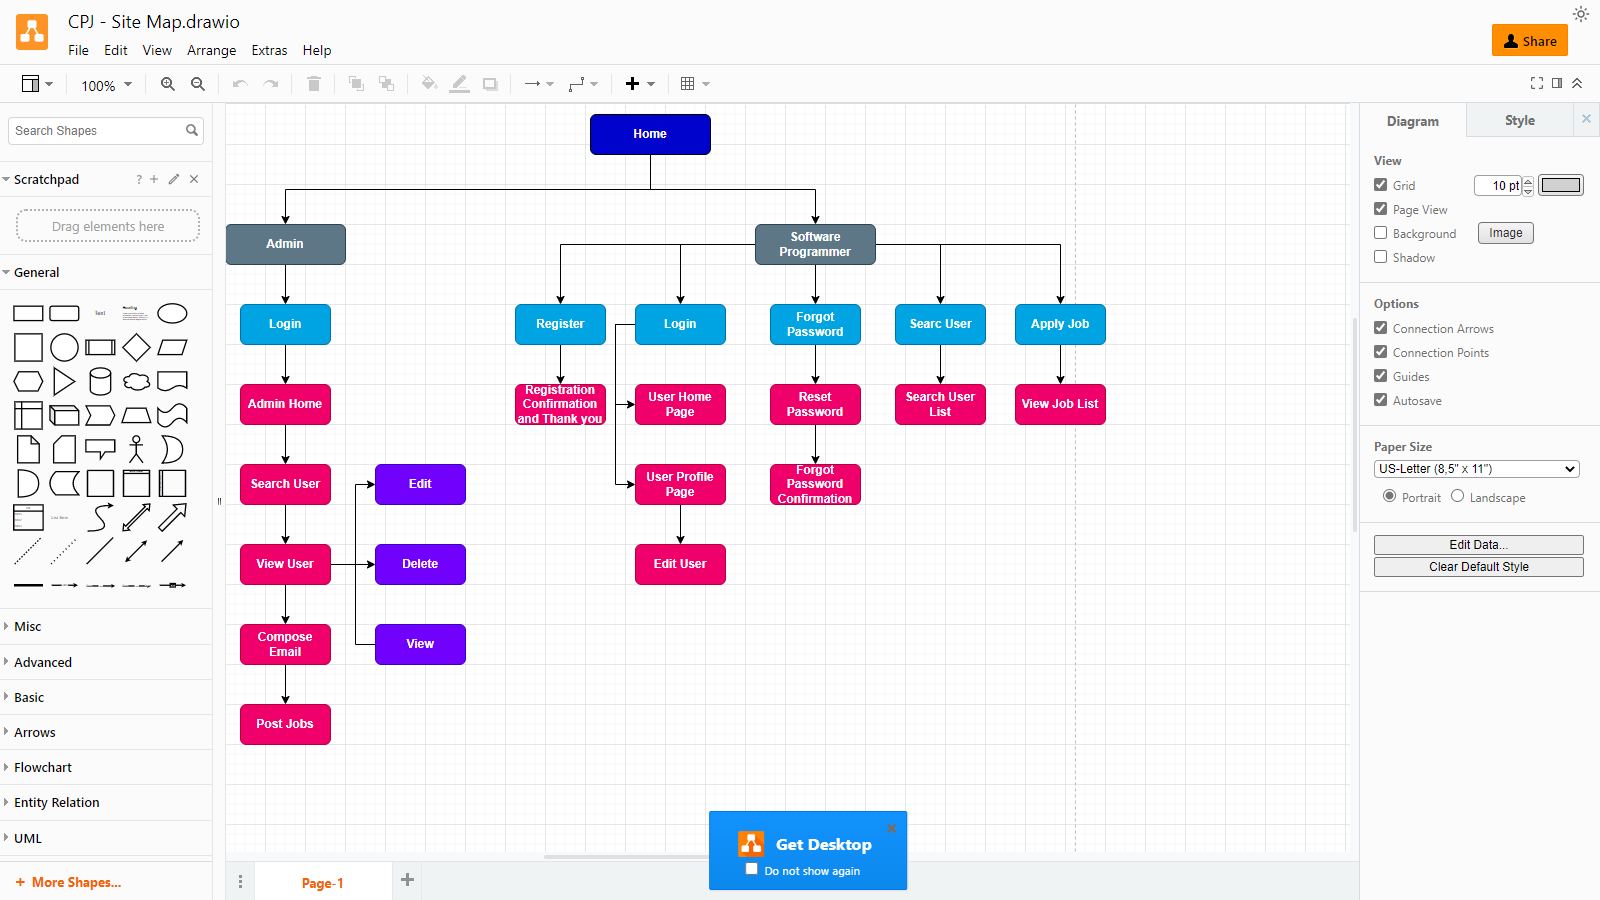 CPJ - Site Map.drawio
File Edit View Arrange Extras Help
Share
100%
Search Shapes
Scratchpad
?
Drag elements here
General
Text
Heading
List Item
Misc
Advanced
Basic
Arrows
Flowchart
Entity Relation
UML
+ More Shapes...
Home
Admin
Software
Programmer
Login
Register
Login
Forgot
Password
Searc User
Apply Job
Admin Home
Registration
Confirmation
and Thank you
User Home
Page
Reset
Password
Search User
List
View Job List
Search User
Edit
User Profile
Page
Forgot
Password
Confirmation
View User
Delete
Edit User
Compose
Email
View
Post Jobs
Get Desktop
Do not show again
Page-1
Diagram
Style
View
Grid
10 pt
Page View
Background
Image
Shadow
Options
Connection Arrows
Connection Points
Guides
Autosave
Paper Size
US-Letter (8,5" x 11")
Portrait
Landscape
Edit Data...
Clear Default Style